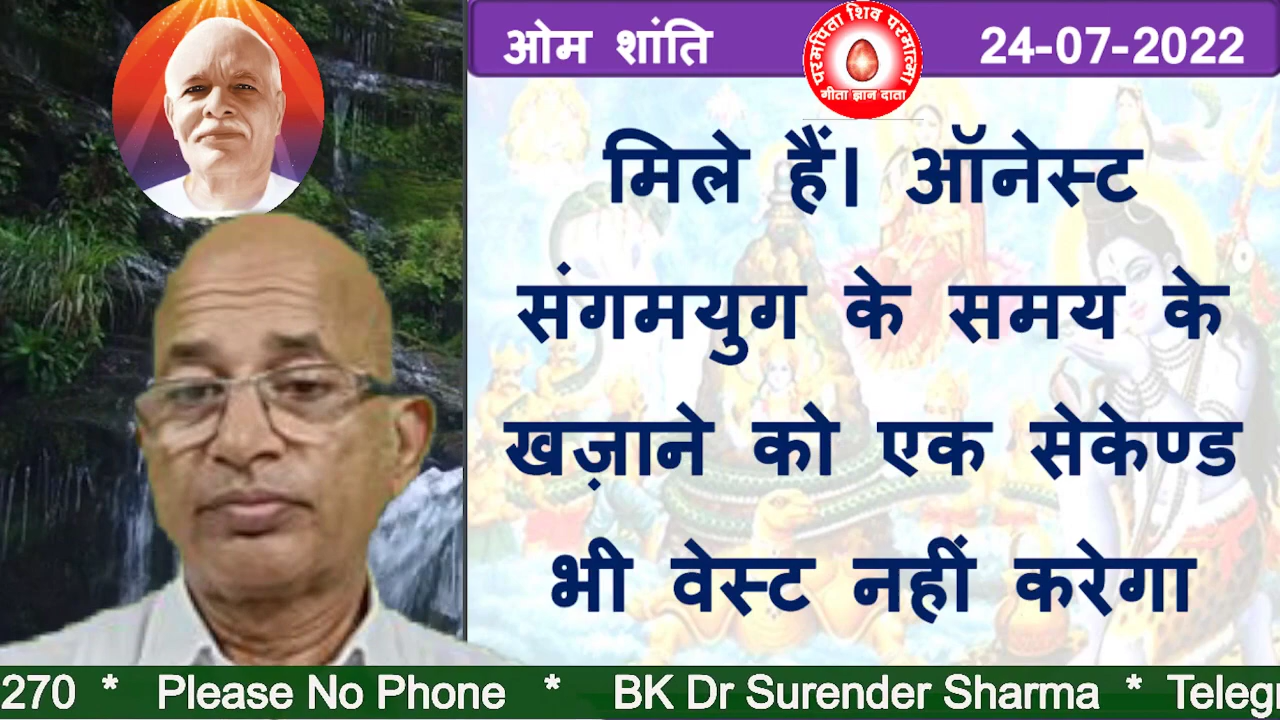 ओम शांति
परमपिता शिव परमात्मा
गीता ज्ञान दाता
24-07-2022
मिले हैं। ऑनेस्ट
संगमयुग के समय के
खज़ाने को एक सेकेण्ड
भी वेस्ट नहीं करेगा
270 * Please No Phone * BK Dr Surender Sharma * Telegr